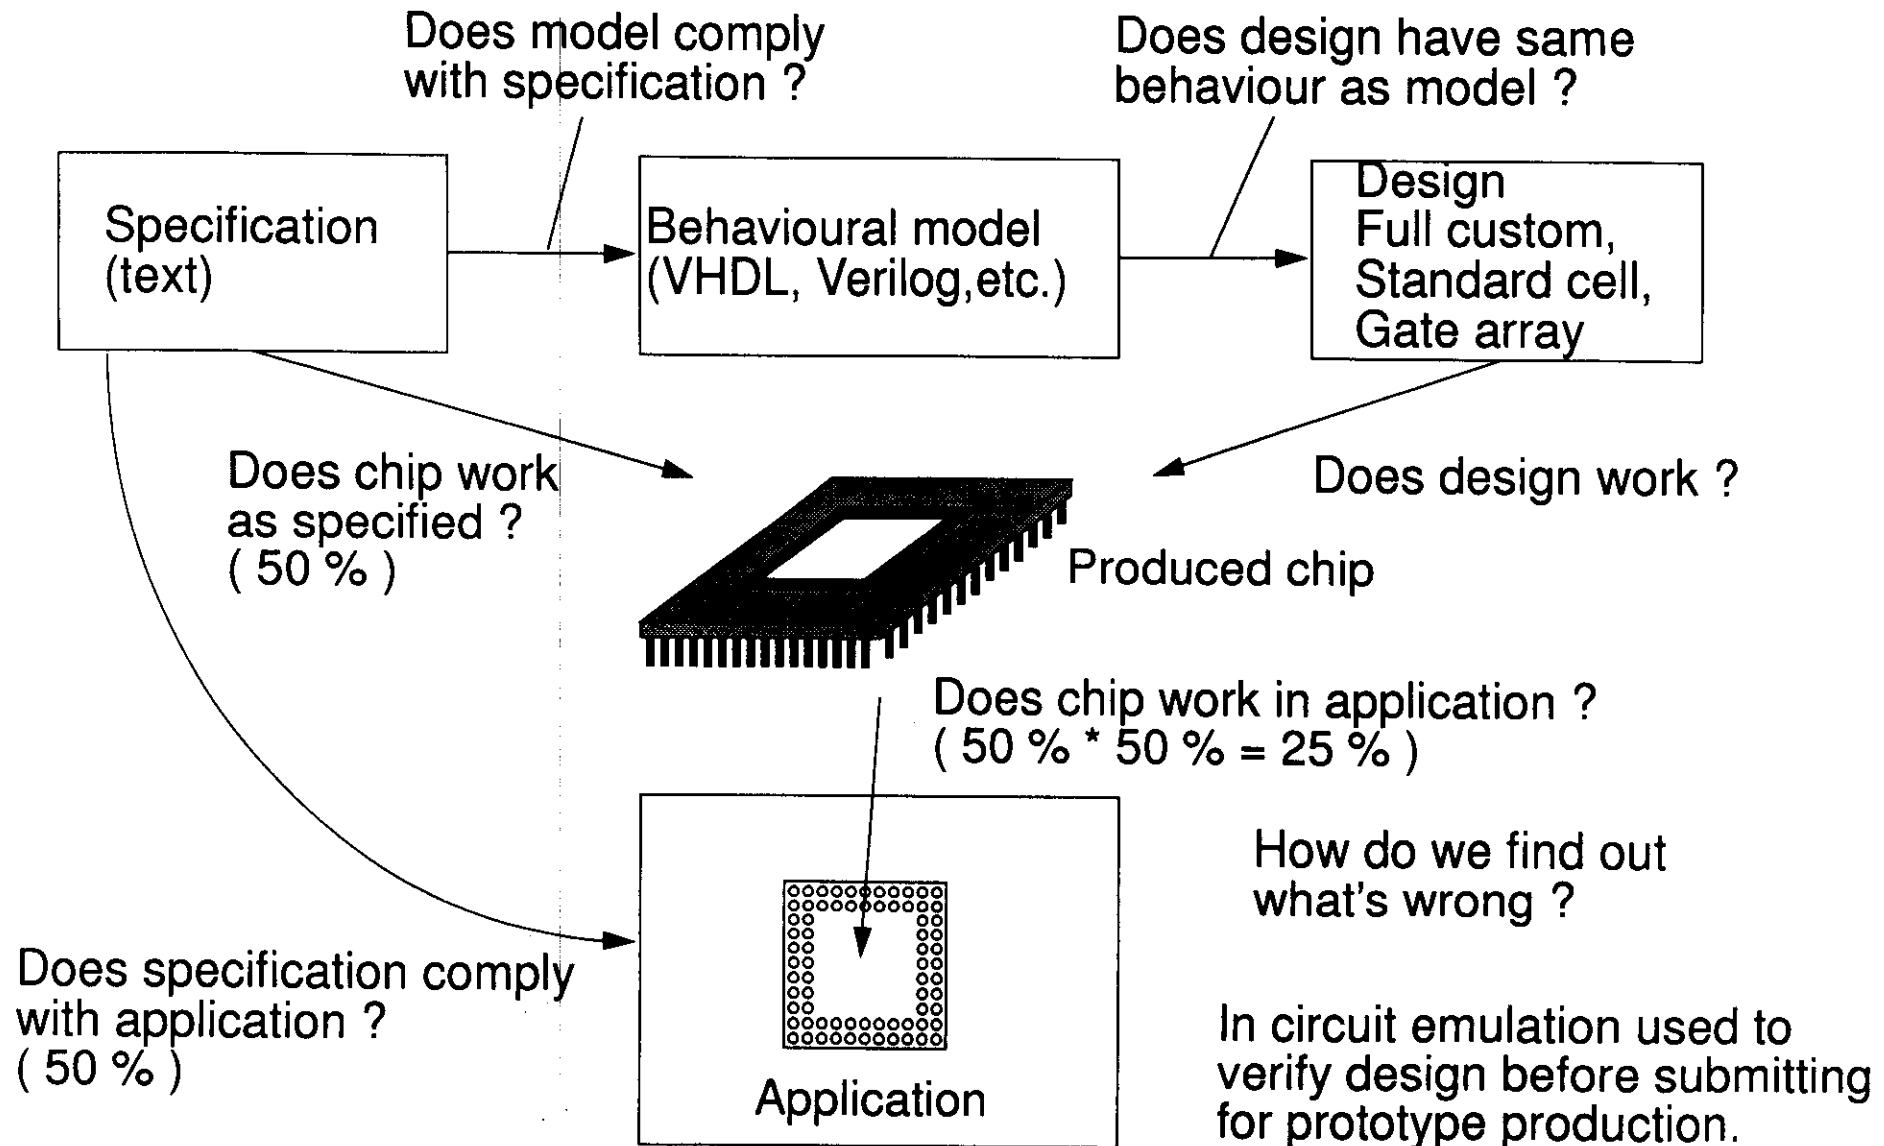 Does model comply
with specification ?
Does design have same
behaviour as model ?
Specification
(text)
Behavioural model
(VHDL, Verilog,etc.)
Design
Full custom,
Standard cell,
Gate array
Does chip work
as specified ?
( 50 % )
Does design work ?
Produced chip
Does chip work in application ?
( 50 % * 50 % = 25 % )
How do we find out
what's wrong ?
Does specification comply
with application ?
( 50 % )
Application
In circuit emulation used to
verify design before submitting
for prototype production.